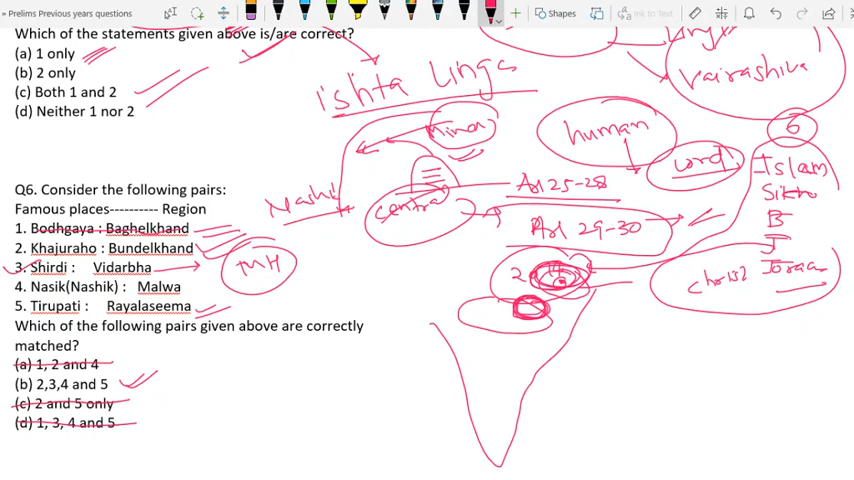 » Prelims Previous years questions
Shapes
Ink to Text
Which of the statements given above is/are correct?
(a) 1 only
(b) 2 only
(c) Both 1 and 2
(d) Neither 1 nor 2
Ishta Linga
Vairashiva
human
word
6
Islam
Sikh
B
J
Nashik
central
Art 25-28
Art 29-30
MH
2
Q6. Consider the following pairs:
Famous places---------- Region
1. Bodhgaya : Baghelkhand
2. Khajuraho : Bundelkhand
3. Shirdi : Vidarbha
4. Nasik(Nashik) : Malwa
5. Tirupati : Rayalaseema
Which of the following pairs given above are correctly
matched?
(a) 1, 2 and 4
(b) 2,3,4 and 5
(c) 2 and 5 only
(d) 1, 3, 4 and 5